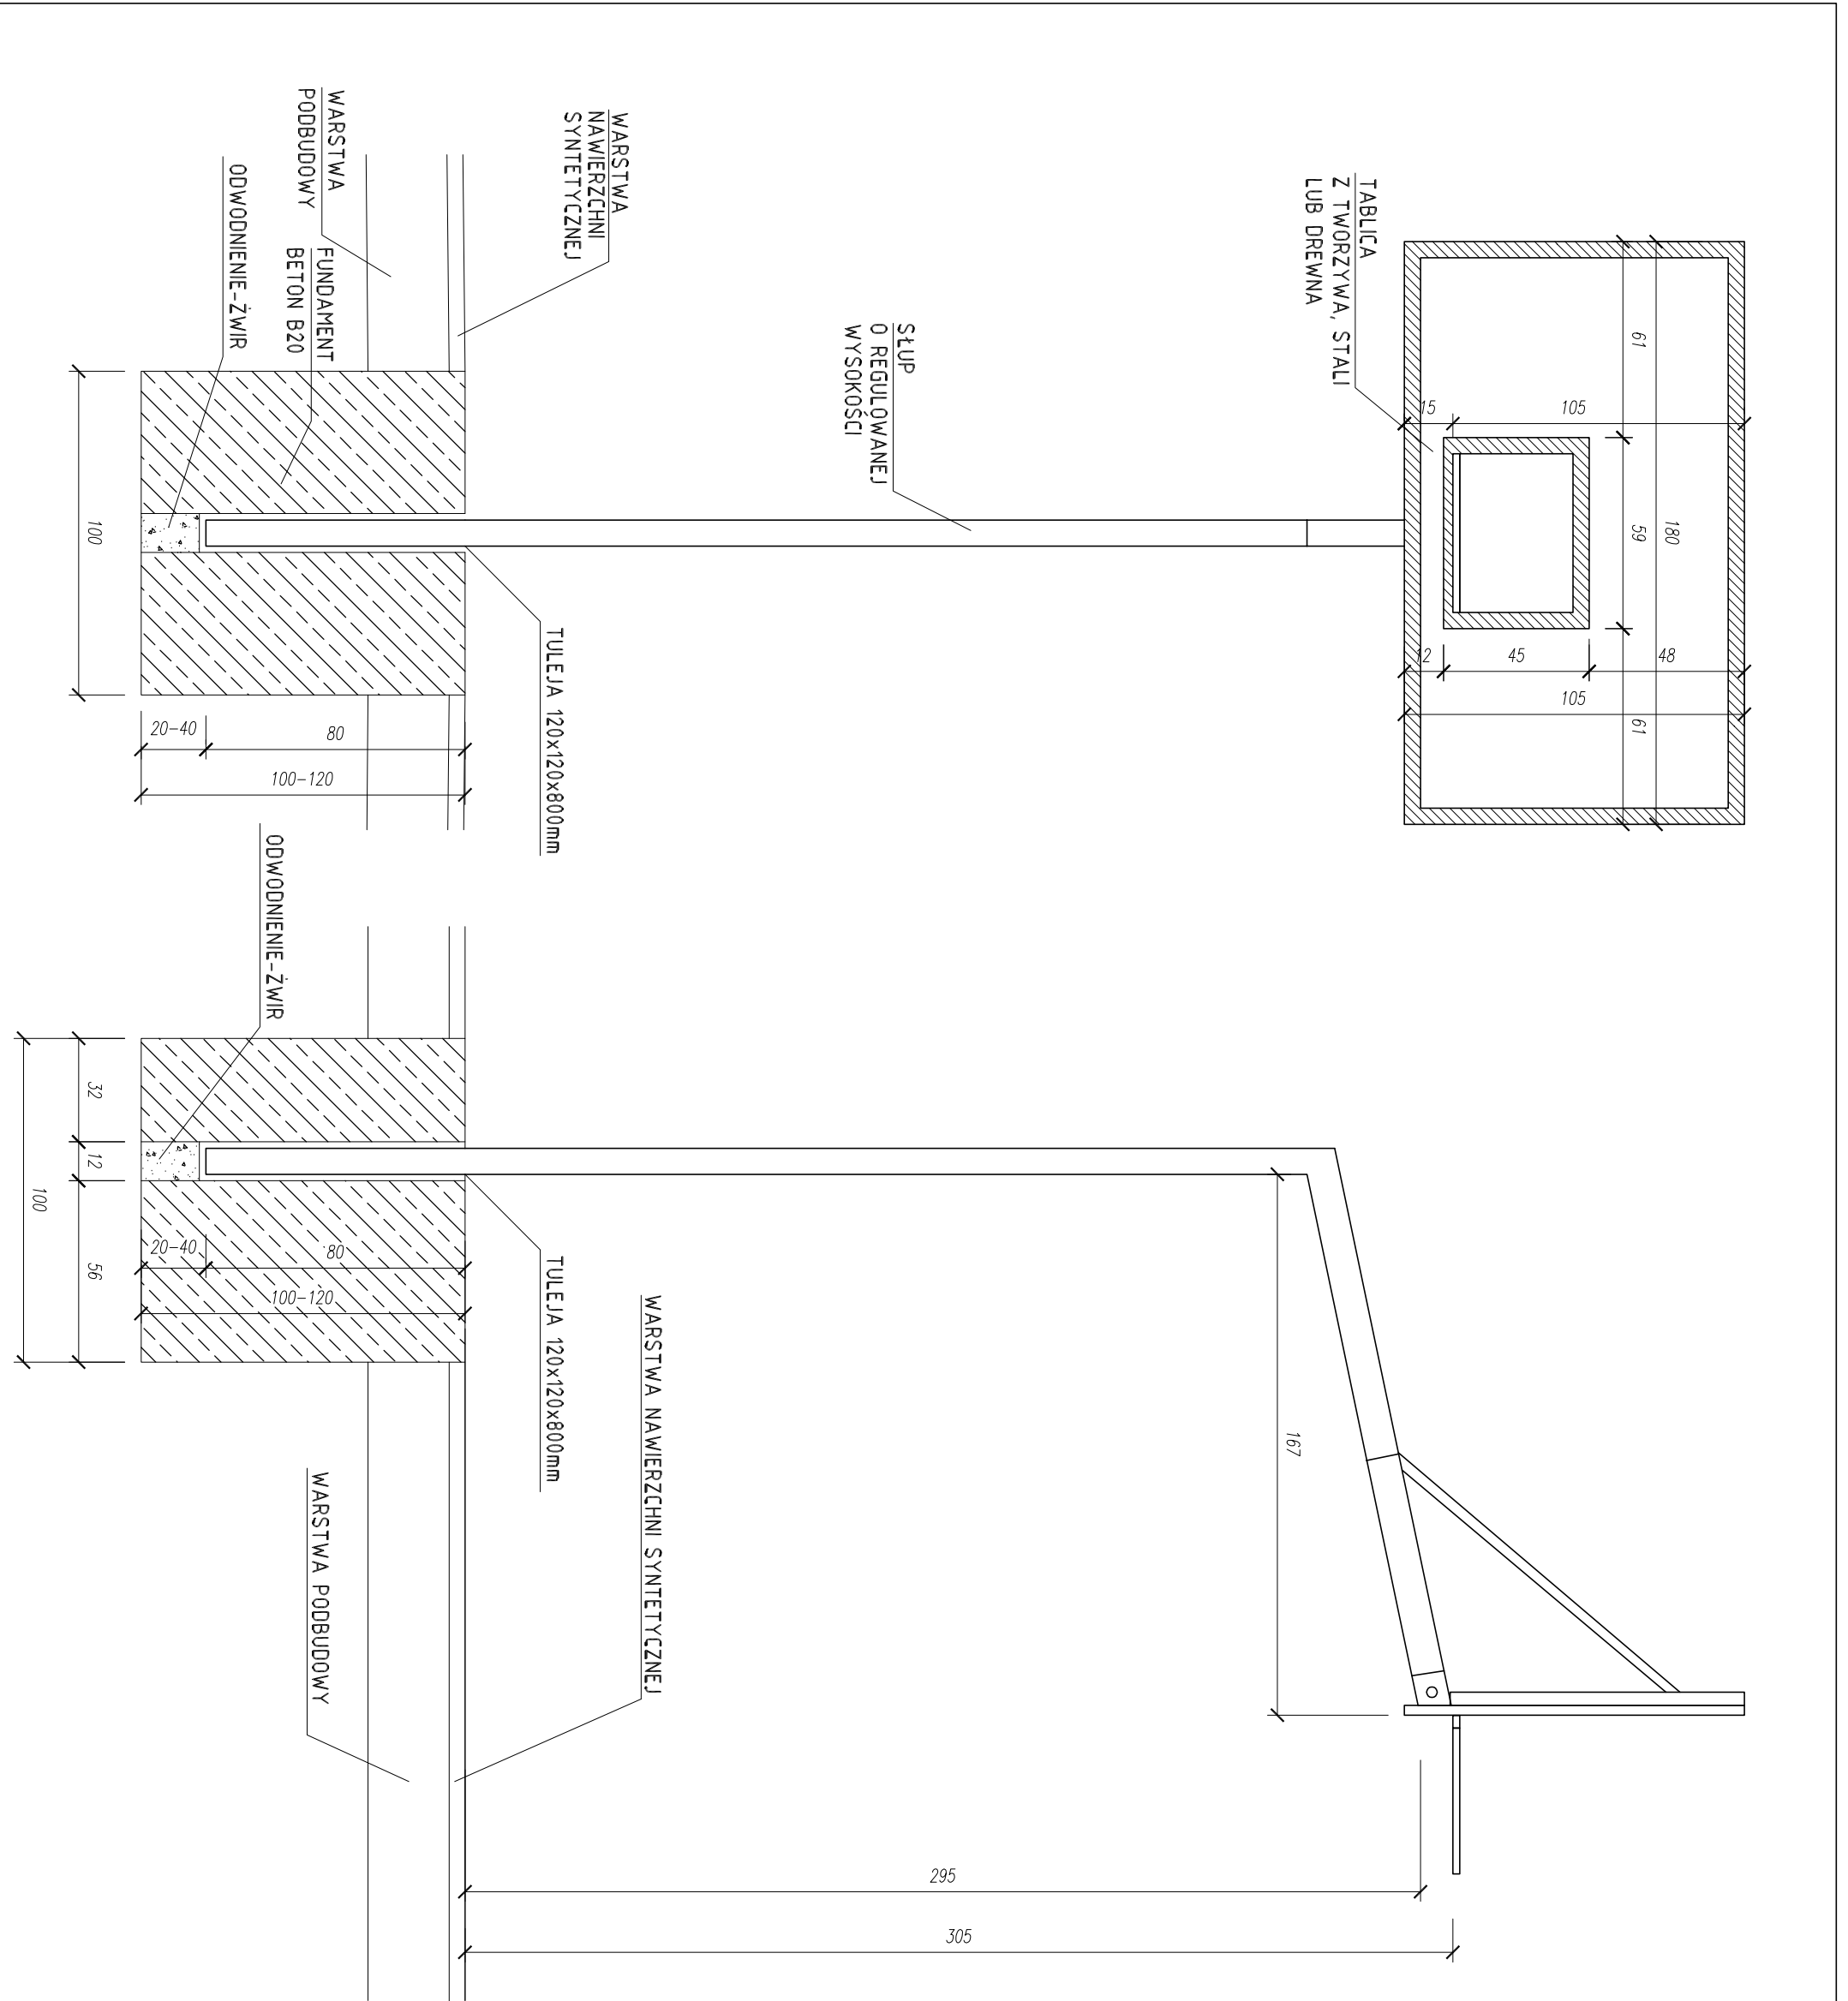 TABLICA
Z TWORZYWA, STALI
LUB DREWNA
61
59
61
180
15
105
12
45
48
105
SŁUP
O REGULOWANEJ
WYSOKOŚCI
WARSTWA
NAWIERZCHNI
SYNTETYCZNEJ
WARSTWA
PODBUDOWY
FUNDAMENT
BETON B20
ODWODNIENIE-ŻWIR
TULEJA 120x120x800mm
20-40
80
100-120
100
167
295
305
WARSTWA NAWIERZCHNI SYNTETYCZNEJ
TULEJA 120x120x800mm
WARSTWA PODBUDOWY
ODWODNIENIE-ŻWIR
20-40
80
100-120
32
12
56
100